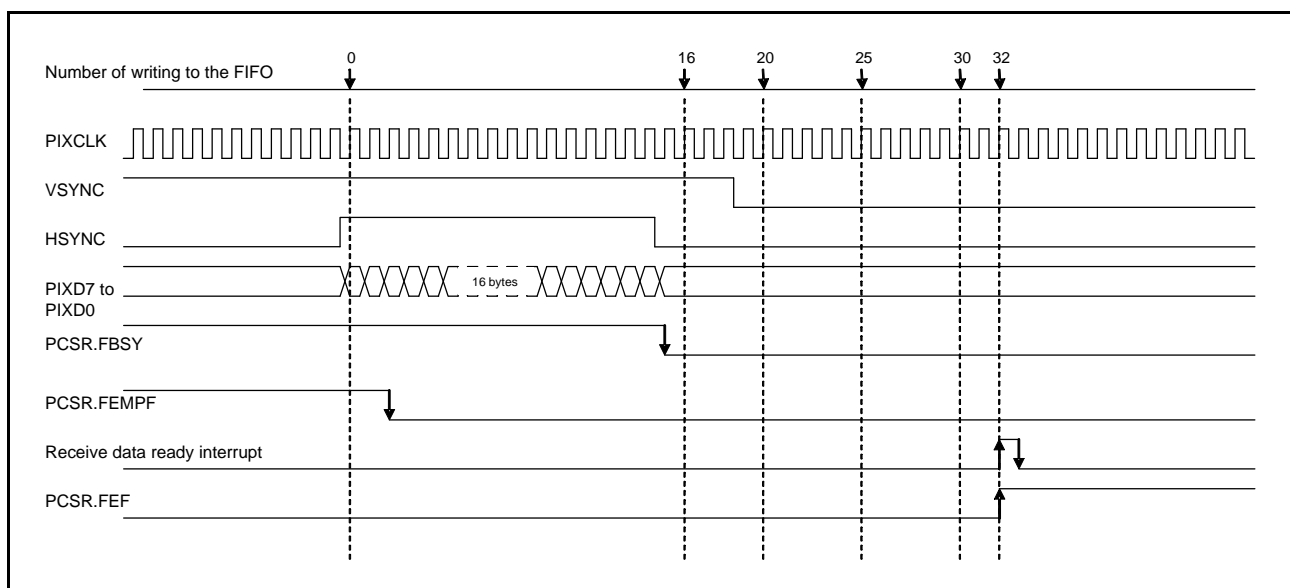 0 16 20 25 30 32
Number of writing to the FIFO
PIXCLK
VSYNC
HSYNC
PIXD7 to
PIXD0
16 bytes
PCSR.FBSY
PCSR.FEMPF
Receive data ready interrupt
PCSR.FEF